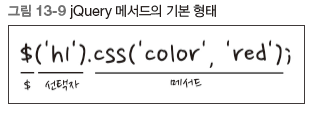 그림 13-9 jQuery 메서드의 기본 형태
$('h1').css('color', 'red');
$ 선택자 메서드